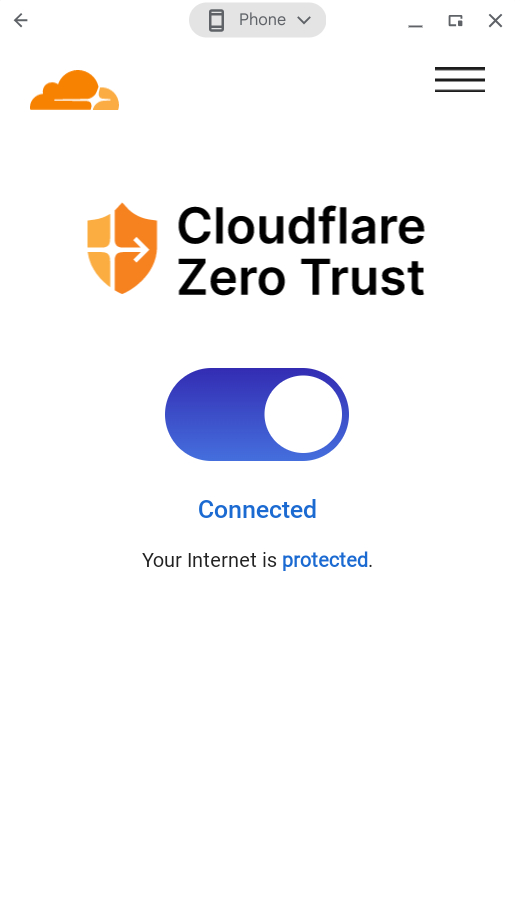 Phone
Cloudflare
Zero Trust
Connected
Your Internet is protected.